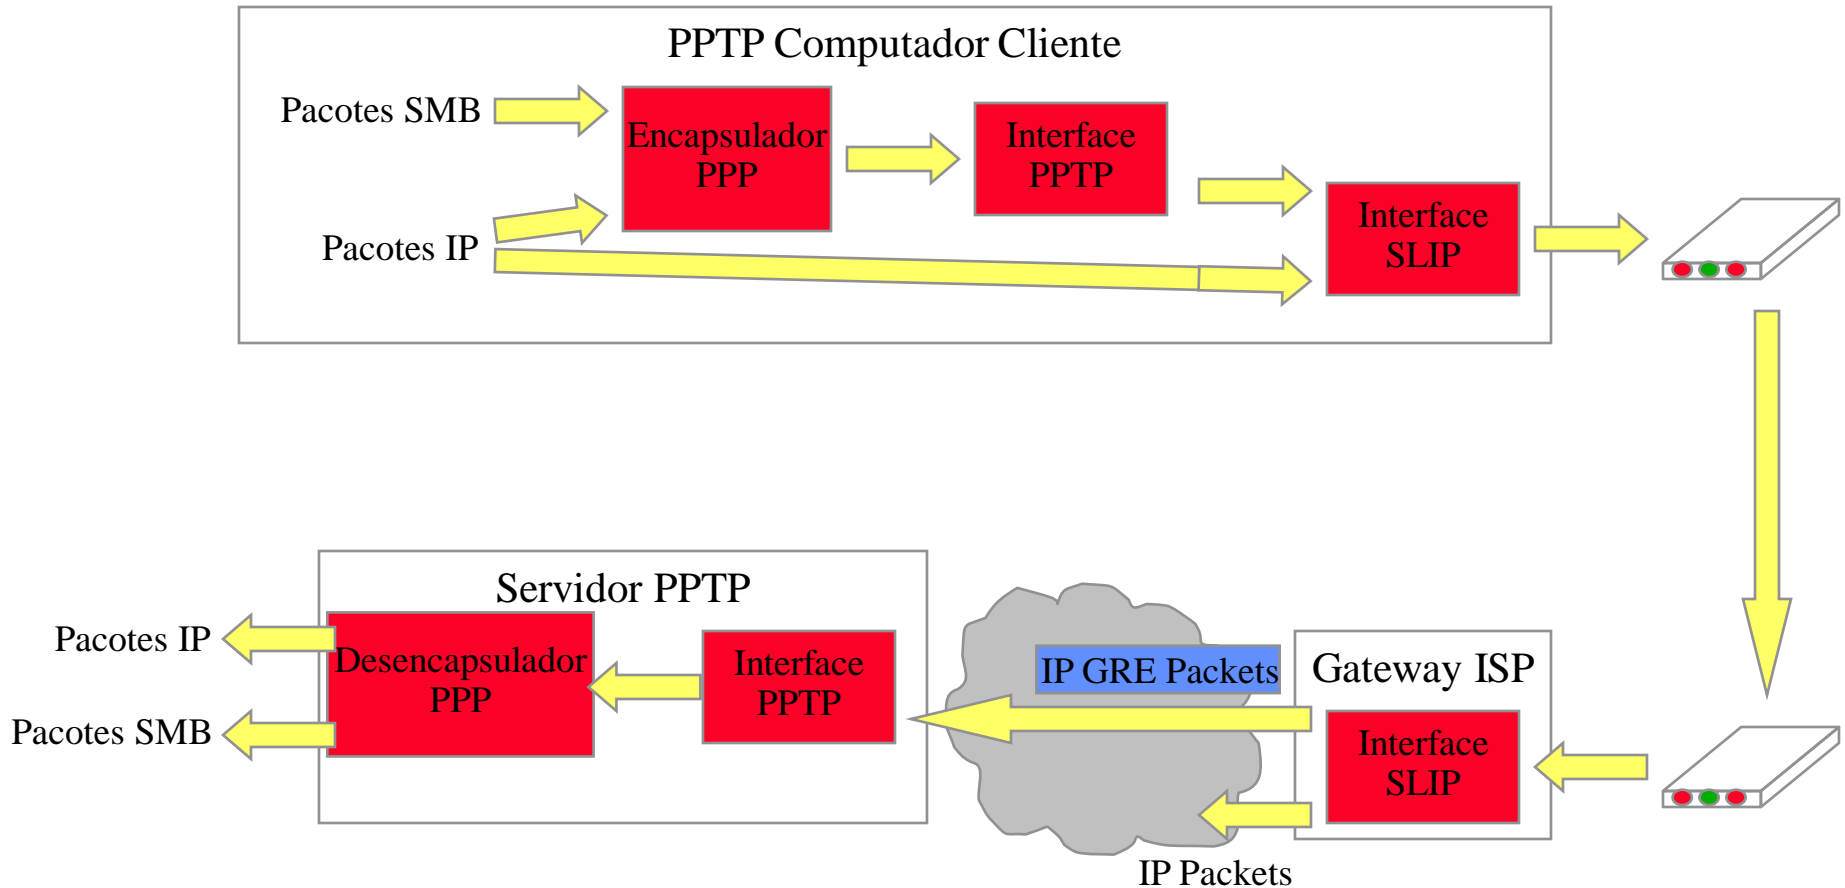 PPTP Computador Cliente
Pacotes SMB
Encapsulador
PPP
Interface
PPTP
Pacotes IP
Interface
SLIP
Servidor PPTP
Pacotes IP
Desencapsulador
PPP
Interface
PPTP
Pacotes SMB
IP GRE Packets
Gateway ISP
Interface
SLIP
IP Packets